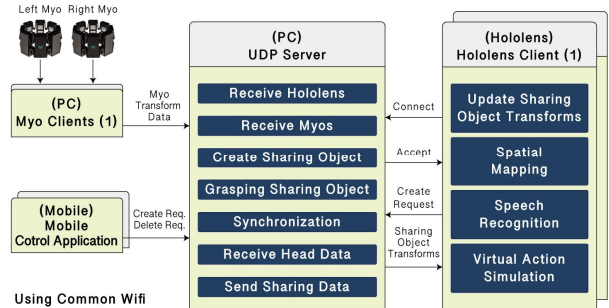 Left Myo Right Myo
(PC)
Myo Clients (1)
Myo
Transform
Data
(Mobile)
Mobile
Cotrol Application
Create Req.
Delete Req.
Using Common Wifi
(PC)
UDP Server
Receive Hololens
Receive Myos
Create Sharing Object
Grasping Sharing Object
Synchronization
Receive Head Data
Send Sharing Data
Connect
Accept
Create
Request
Sharing
Object
Transforms
(Hololens)
Hololens Client (1)
Update Sharing
Object Transforms
Spatial
Mapping
Speech
Recognition
Virtual Action
Simulation